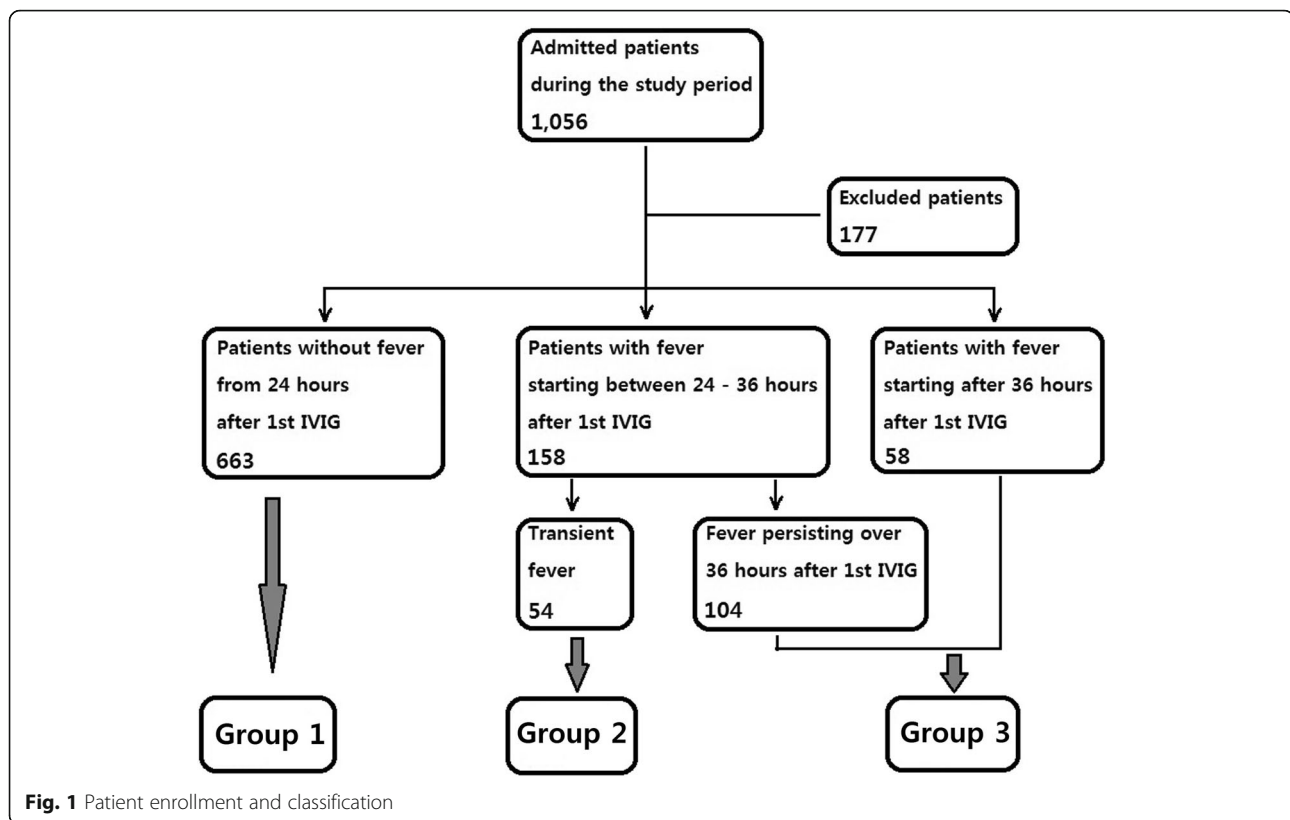 Admitted patients
during the study period
1,056
Excluded patients
177
Patients without fever
from 24 hours
after 1st IVIG
663
Patients with fever
starting between 24 - 36 hours
after 1st IVIG
158
Patients with fever
starting after 36 hours
after 1st IVIG
58
Transient
fever
54
Fever persisting over
36 hours after 1st IVIG
104
Group 1
Group 2
Group 3
Fig. 1 Patient enrollment and classification